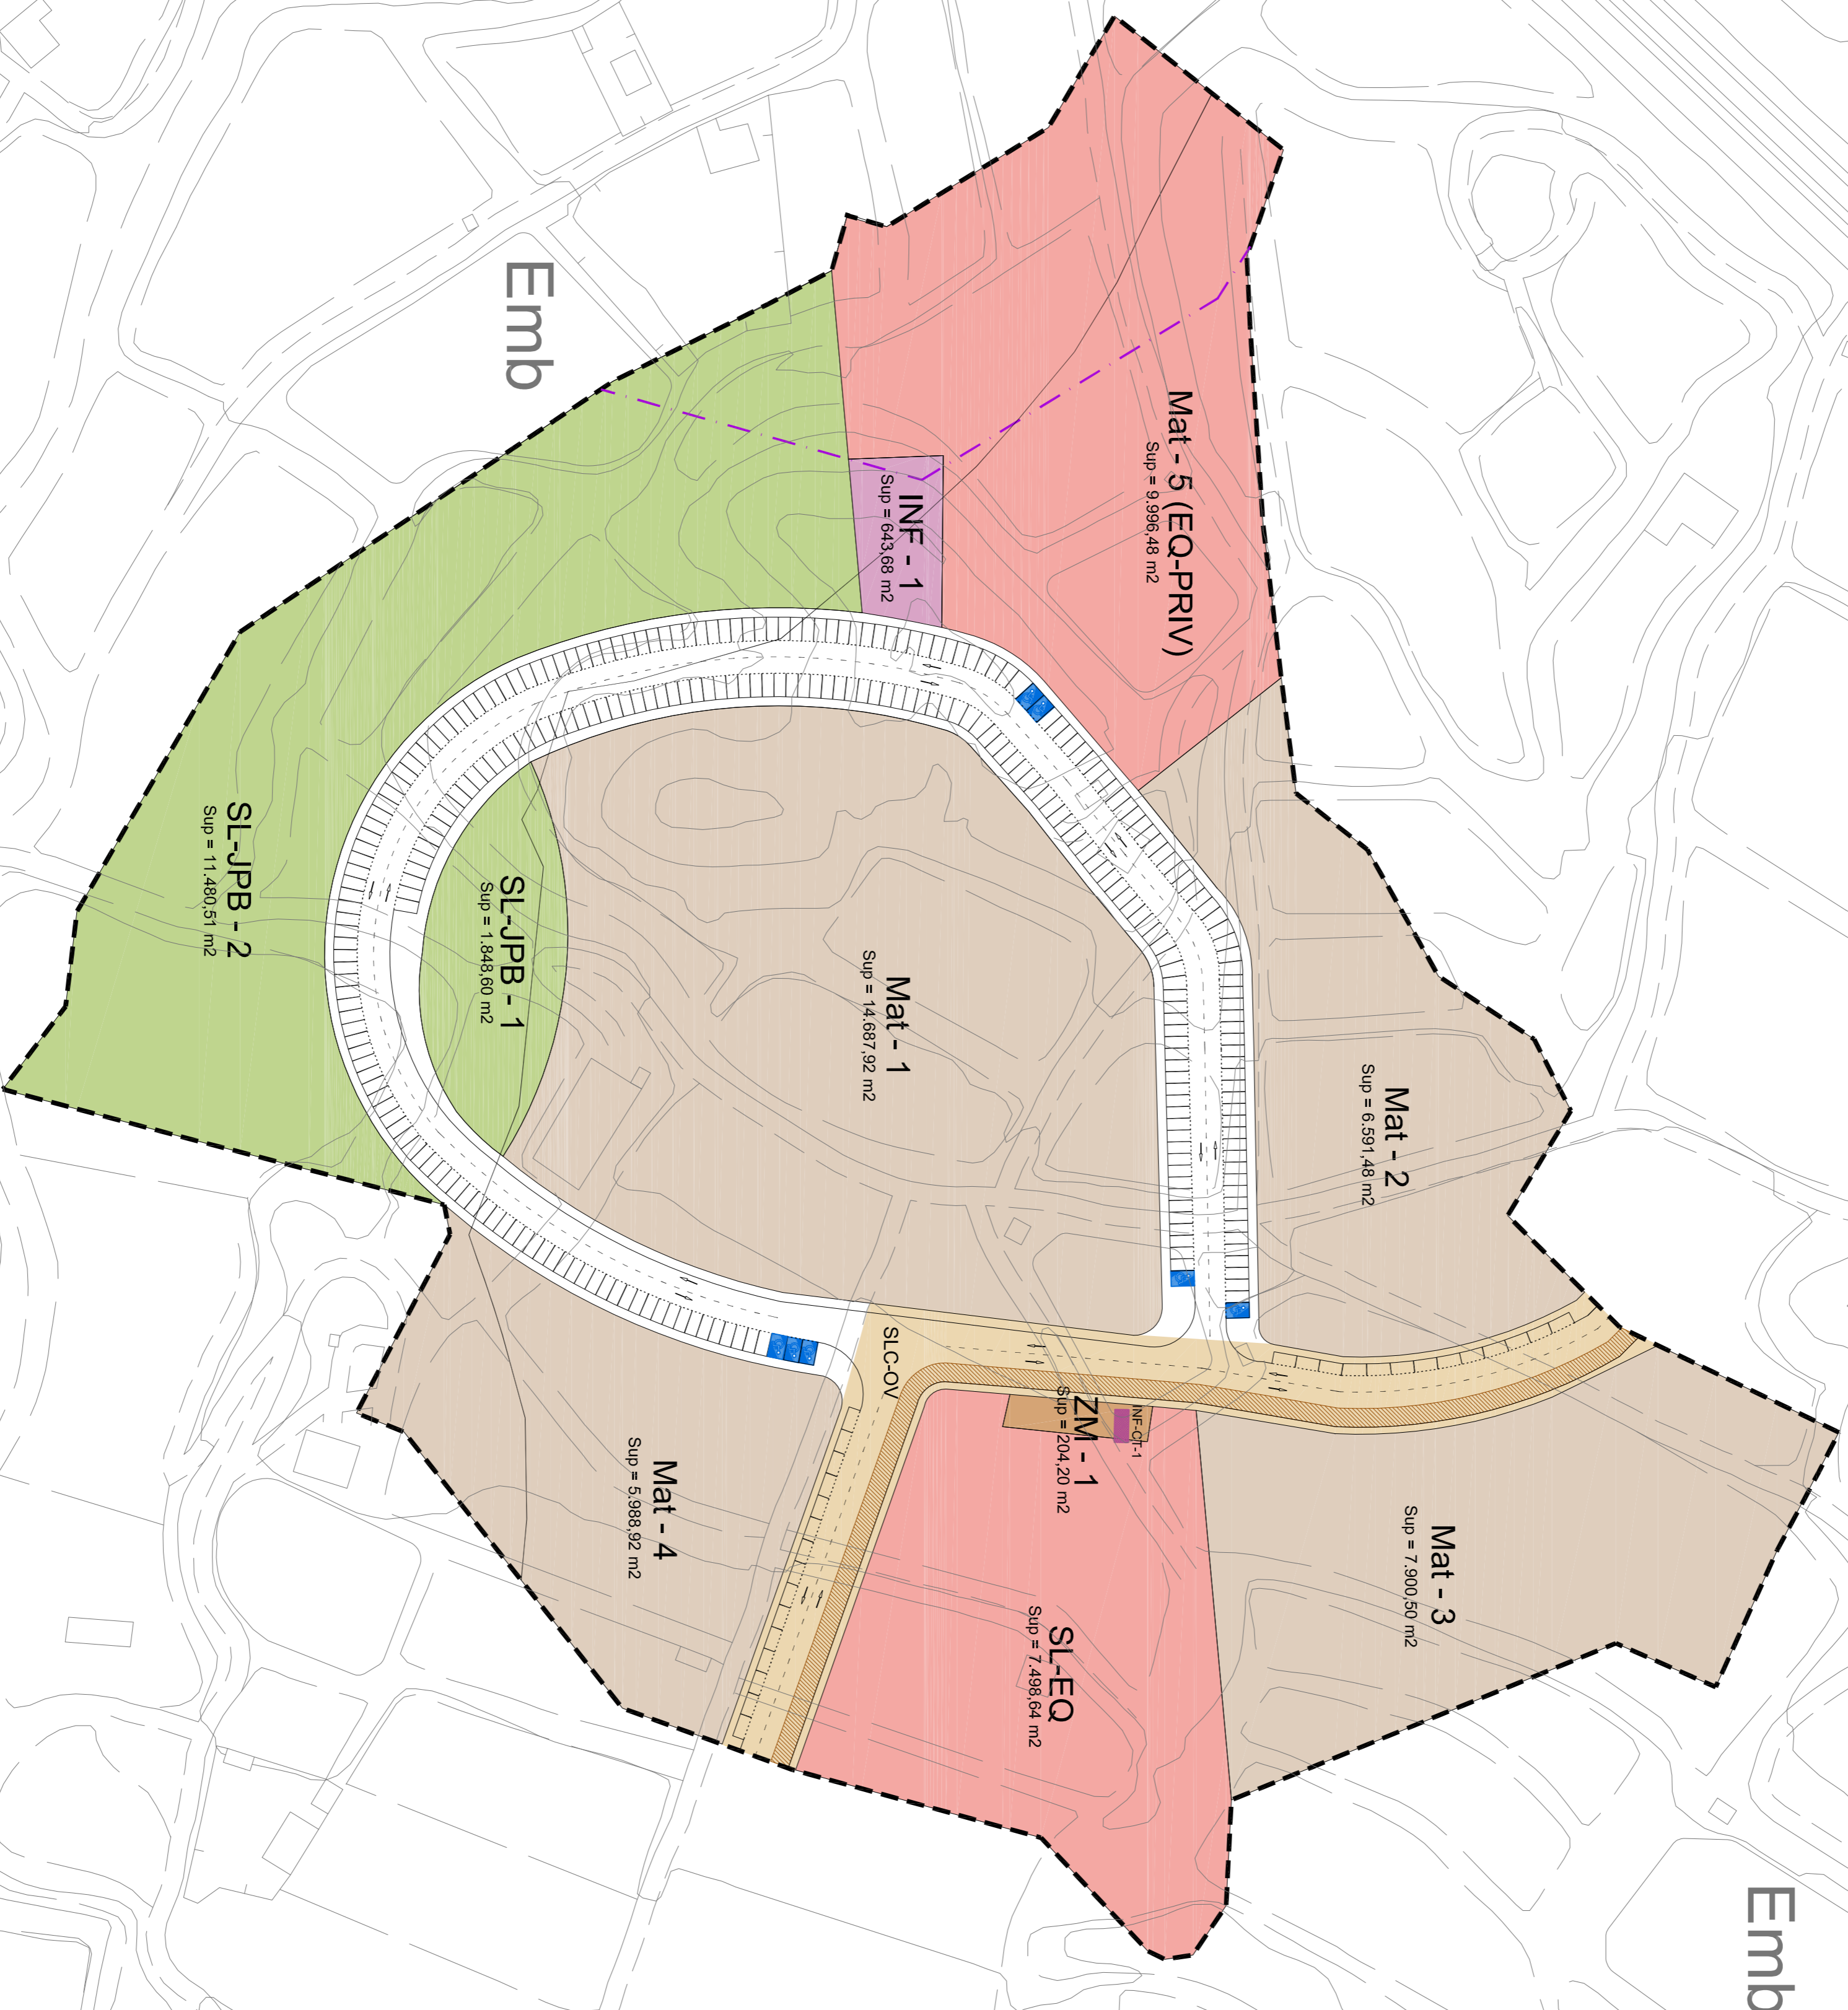 Emb
Mat - 5 (EQ-PRIV)
Sup = 9.996,48 m2
INF - 1
Sup = 643,68 m2
SL-JPB - 2
Sup = 11.480,51 m2
SL-JPB - 1
Sup = 1.848,60 m2
Mat - 1
Sup = 14.687,92 m2
Mat - 2
Sup = 6.591,48 m2
SLC-OV
INF-CT-1
ZM - 1
Sup = 204,20 m2
Mat - 4
Sup = 5.988,92 m2
Mat - 3
Sup = 7.900,50 m2
SL-EQ
Sup = 7.498,64 m2
Emb